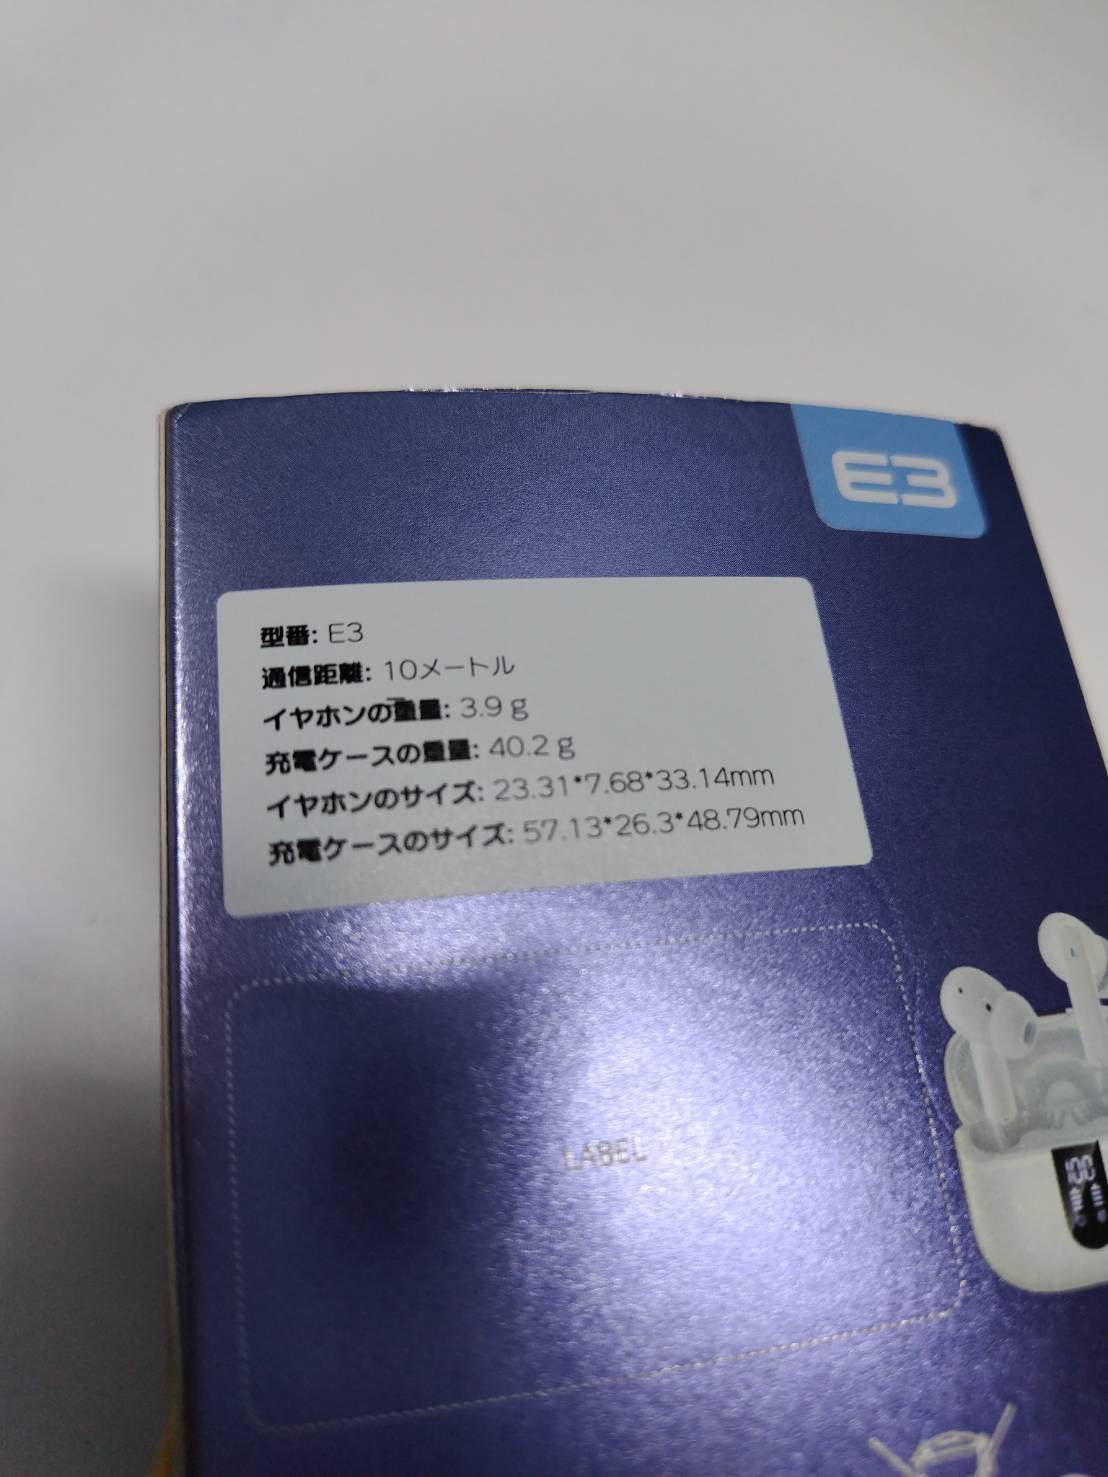 E3
型番: E3
通信距離: 10メートル
イヤホンの重量: 3.9 g
充電ケースの重量: 40.2 g
イヤホンのサイズ: 23.31*7.68*33.14mm
充電ケースのサイズ: 57.13*26.3*48.79mm
LABEL
100